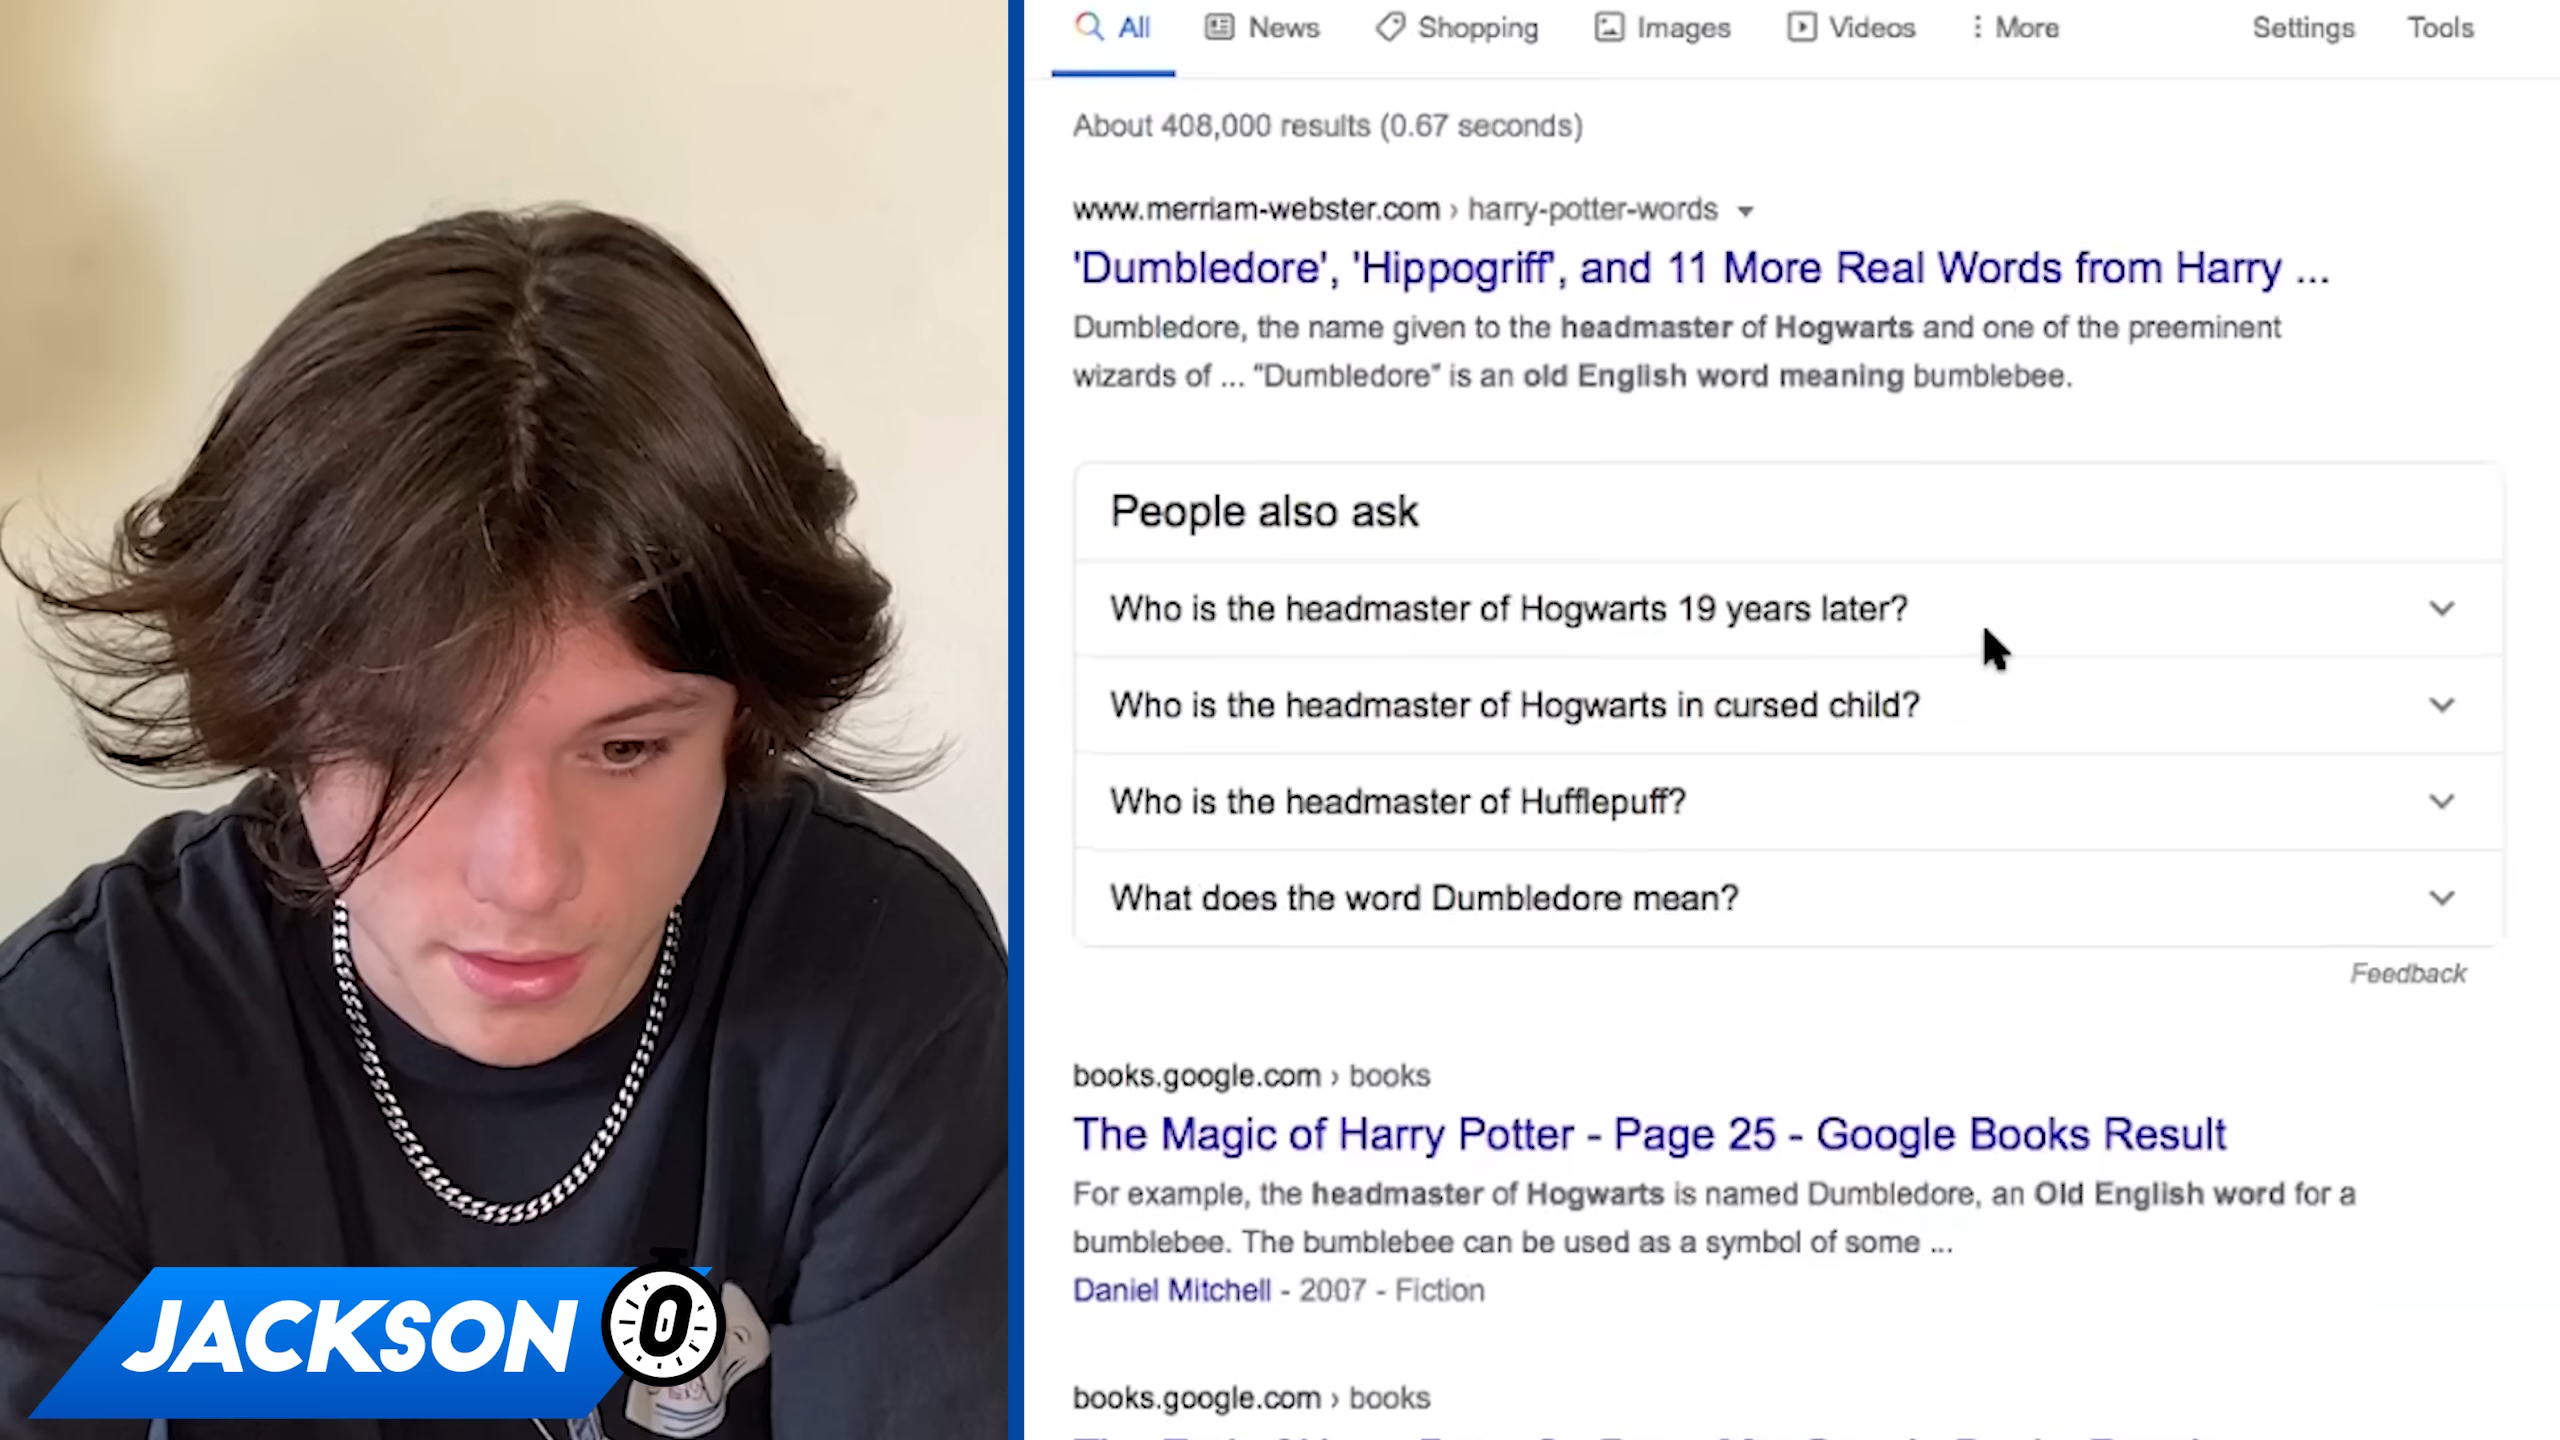 All News Shopping Images Videos More Settings Tools
About 408,000 results (0.67 seconds)
www.merriam-webster.com › harry-potter-words
'Dumbledore', 'Hippogriff', and 11 More Real Words from Harry ...
Dumbledore, the name given to the headmaster of Hogwarts and one of the preeminent
wizards of ... "Dumbledore" is an old English word meaning bumblebee.
People also ask
Who is the headmaster of Hogwarts 19 years later?
Who is the headmaster of Hogwarts in cursed child?
Who is the headmaster of Hufflepuff?
What does the word Dumbledore mean?
Feedback
books.google.com › books
The Magic of Harry Potter - Page 25 - Google Books Result
For example, the headmaster of Hogwarts is named Dumbledore, an Old English word for a
bumblebee. The bumblebee can be used as a symbol of some ...
Daniel Mitchell - 2007 - Fiction
books.google.com › books
JACKSON 0